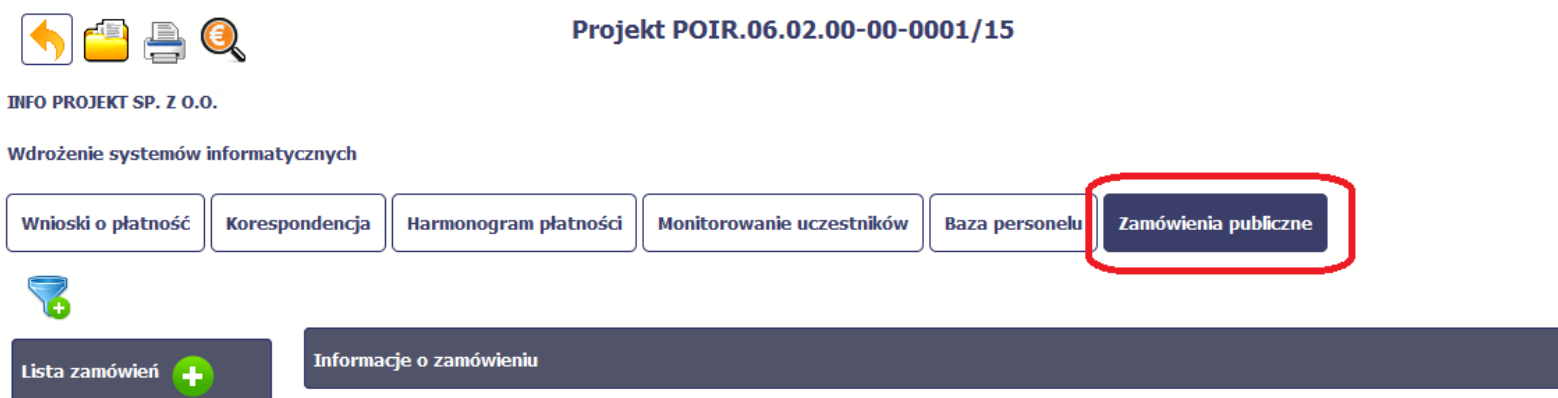 Projekt POIR.06.02.00-00-0001/15
INFO PROJEKT SP. Z O.O.
Wdrożenie systemów informatycznych
Wnioski o płatność Korespondencja Harmonogram płatności Monitorowanie uczestników Baza personelu Zamówienia publiczne
Lista zamówień Informacje o zamówieniu